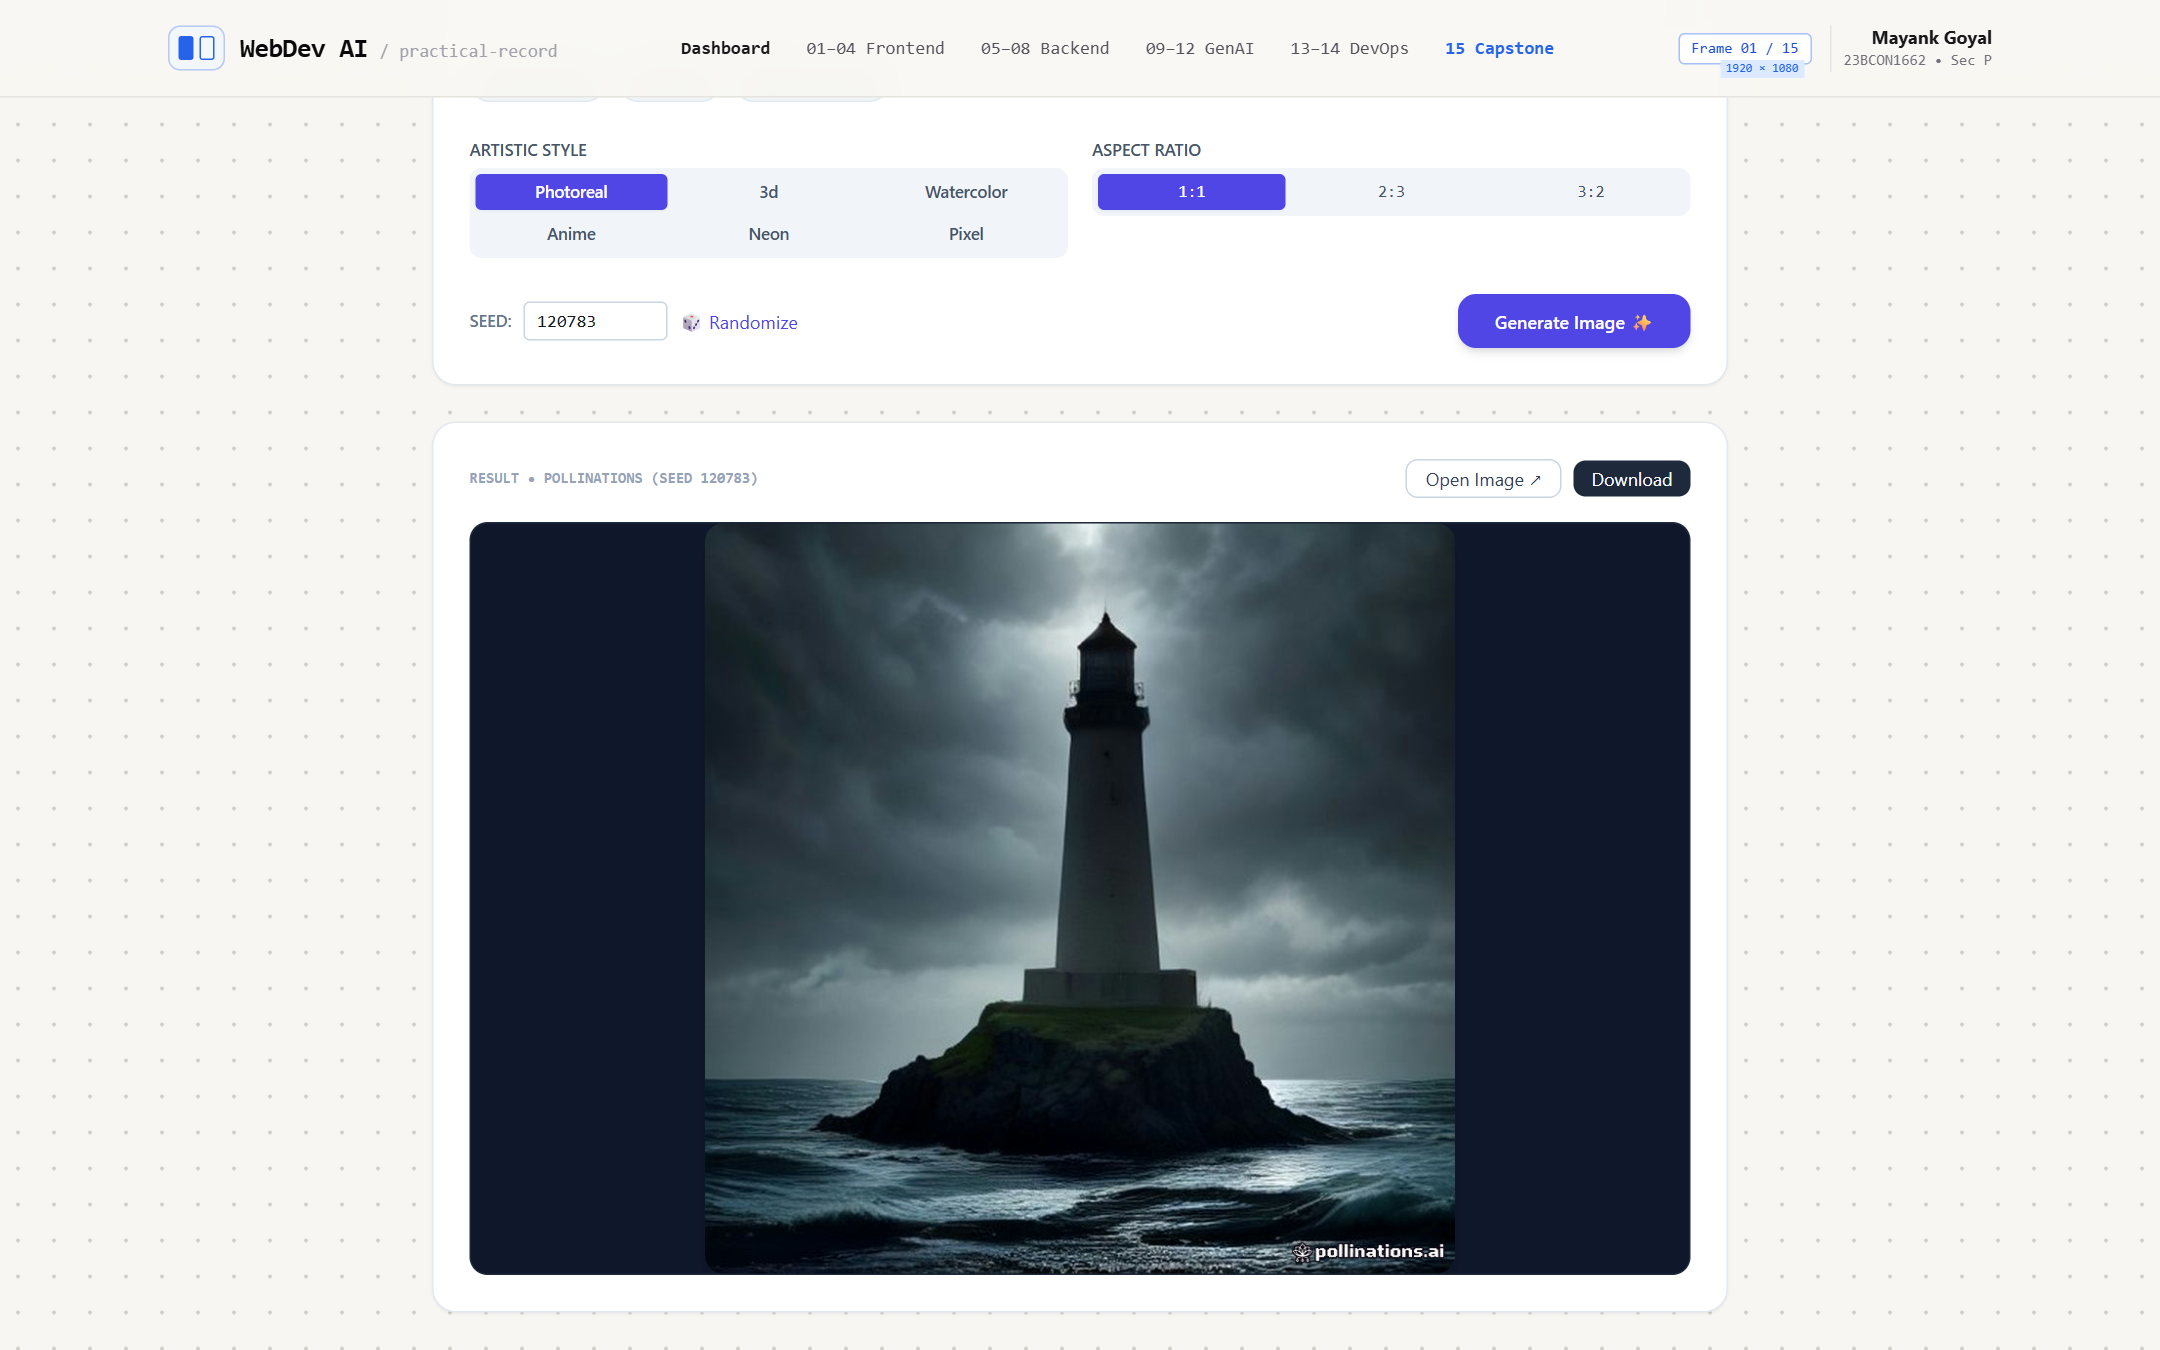 WebDev AI / practical-record
Dashboard 01–04 Frontend 05–08 Backend 09–12 GenAI 13–14 DevOps 15 Capstone
Frame 01 / 15
1920 × 1080
Mayank Goyal
23BCON1662 • Sec P
ARTISTIC STYLE
Photoreal 3d Watercolor
Anime Neon Pixel
ASPECT RATIO
1:1 2:3 3:2
SEED: 120783 🎲 Randomize
Generate Image ✨
RESULT • POLLINATIONS (SEED 120783)
Open Image ↗ Download
pollinations.ai